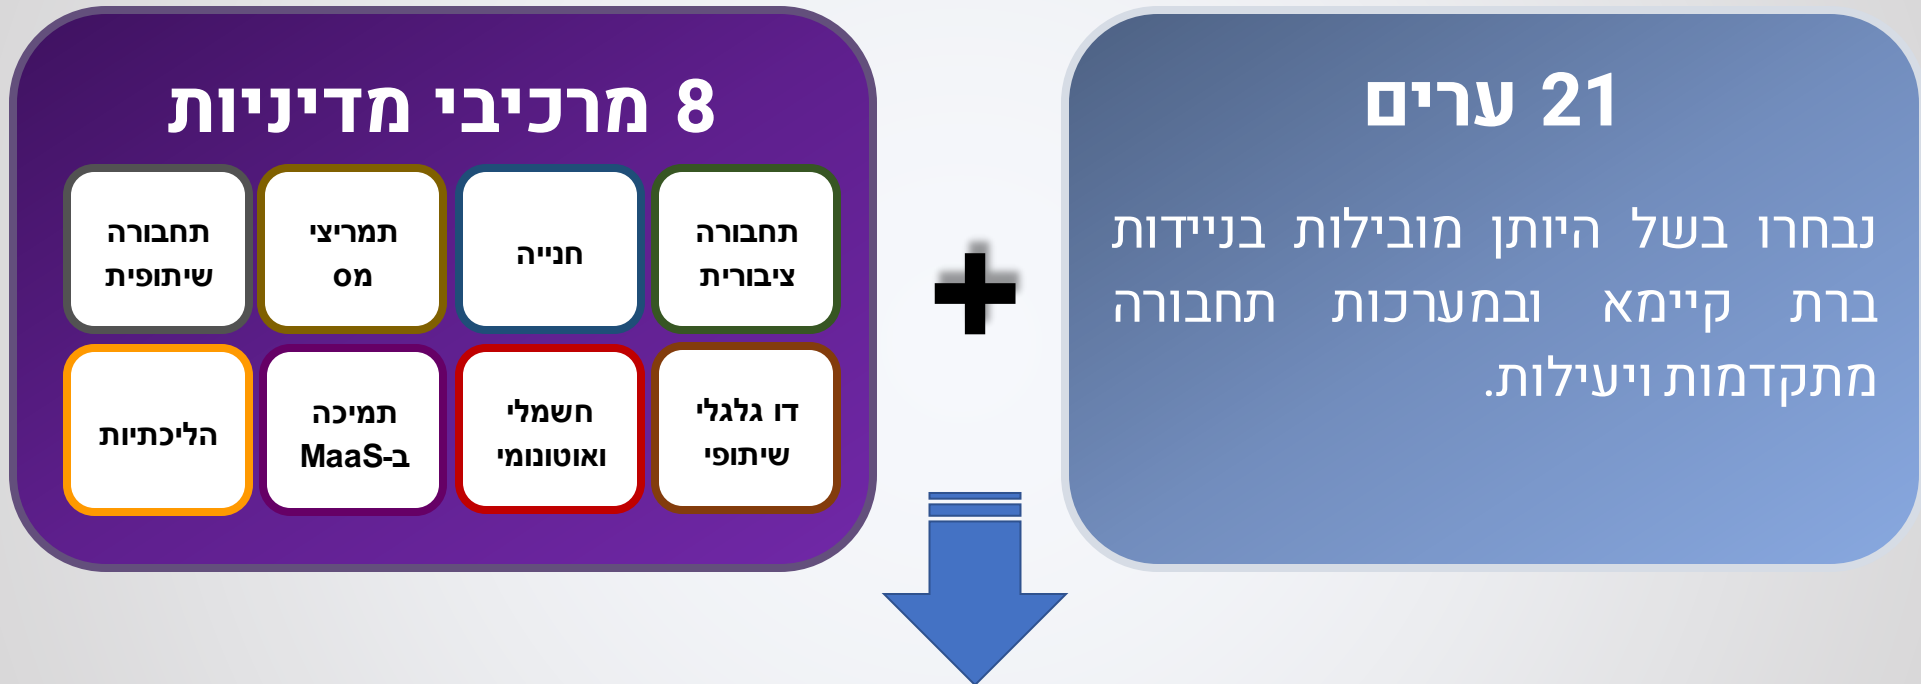 21 ערים
נבחרו בשל היותן מובילות בניידות
ברת קיימא ובמערכות תחבורה
מתקדמות ויעילות.
+
8 מרכיבי מדיניות
תחבורה
ציבורית
חנייה
תמריצי
מס
תחבורה
שיתופית
דו גלגלי
שיתופי
חשמלי
ואוטונומי
תמיכה
ב-MaaS
הליכתיות